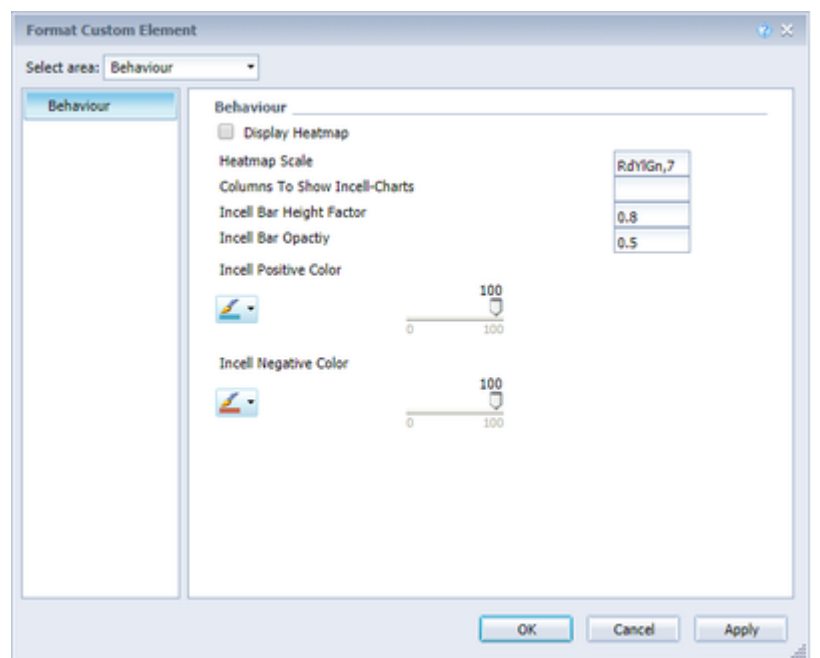 Format Custom Element
Select area: Behaviour
Behaviour
Behaviour
Display Heatmap
Heatmap Scale RdYlGn,7
Columns To Show Incell-Charts
Incell Bar Height Factor 0.8
Incell Bar Opactiy 0.5
Incell Positive Color
100
0 100
Incell Negative Color
100
0 100
OK Cancel Apply